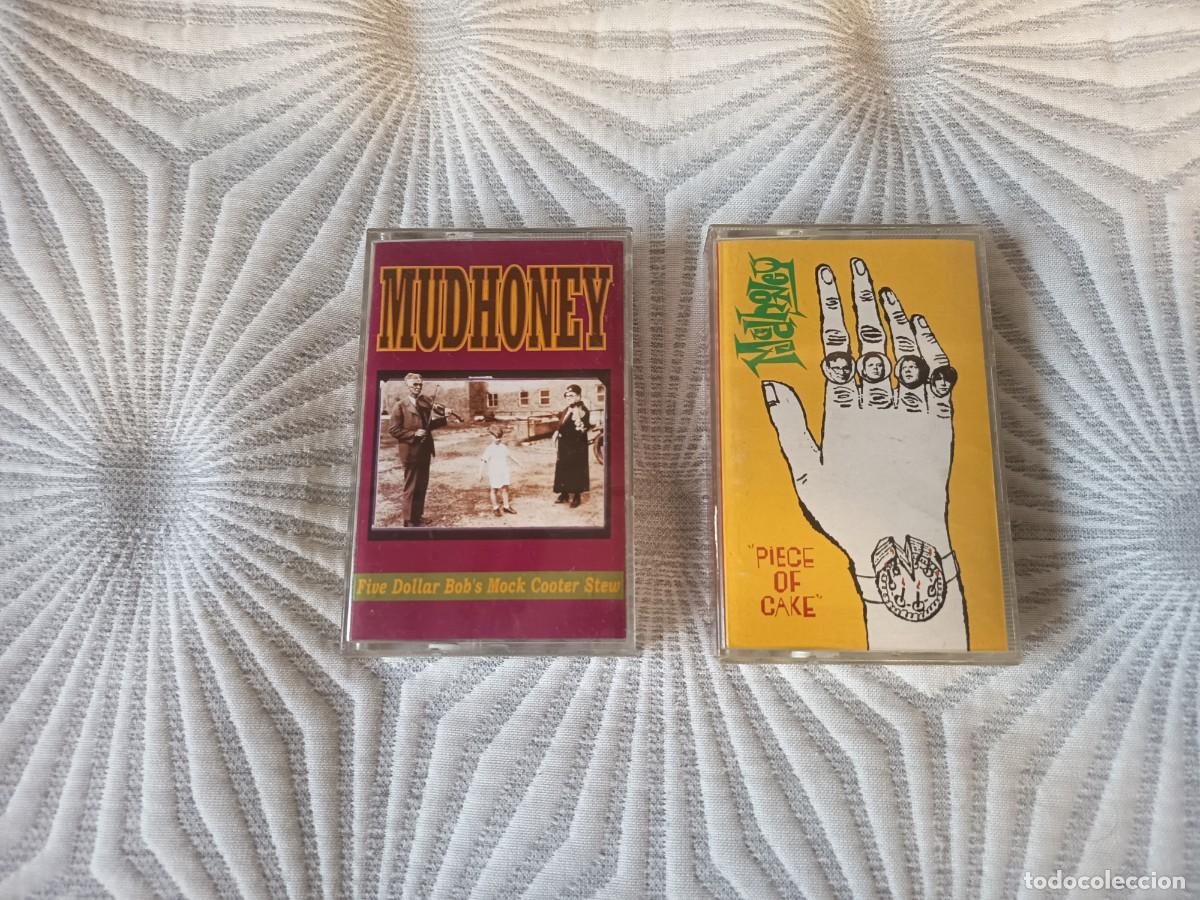 MUDHONEY
Five Dollar Bob's Mock Cooter Stew
Mudhoney
"PIECE
OF
CAKE"
todocoleccion